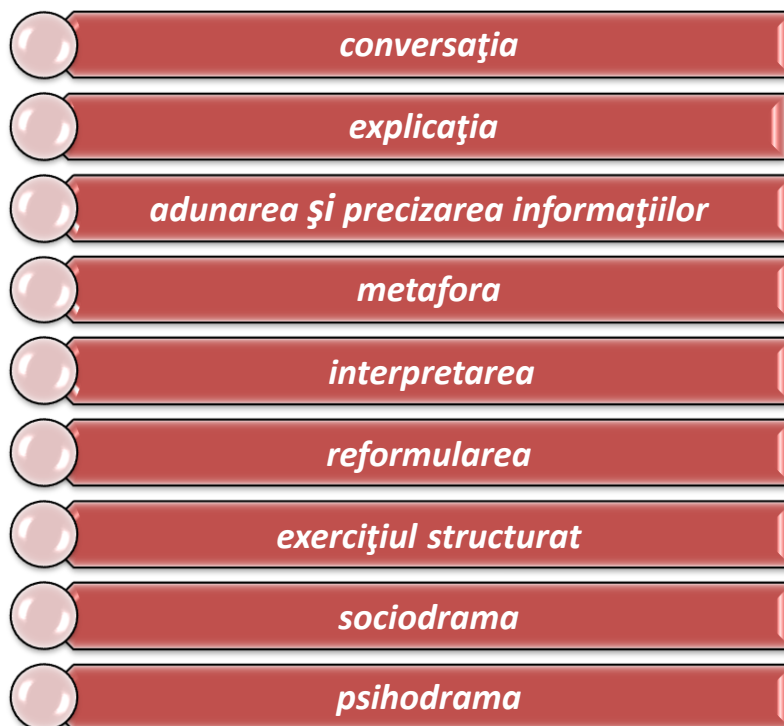 conversaţia
explicaţia
adunarea şi precizarea informaţiilor
metafora
interpretarea
reformularea
exerciţiul structurat
sociodrama
psihodrama